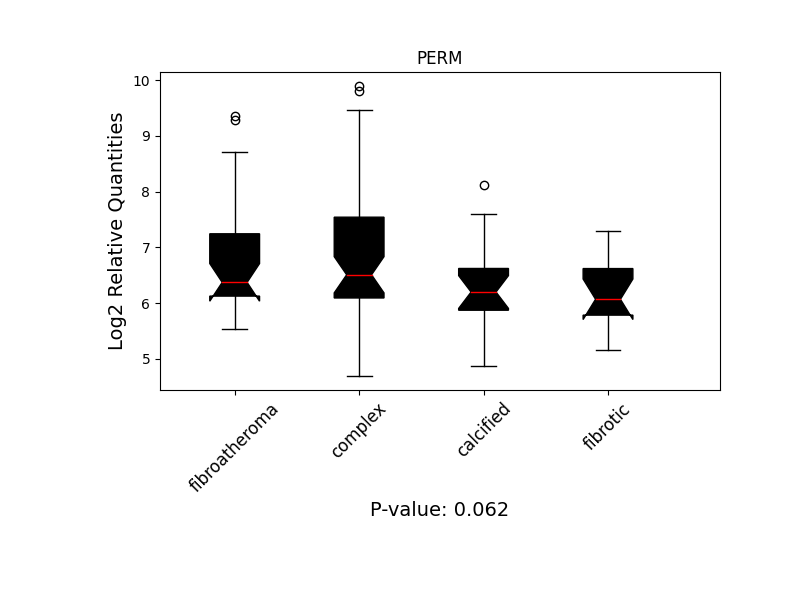 PERM
Log2 Relative Quantities
10
9
8
7
6
5
fibroatheroma
complex
calcified
fibrotic
P-value: 0.062